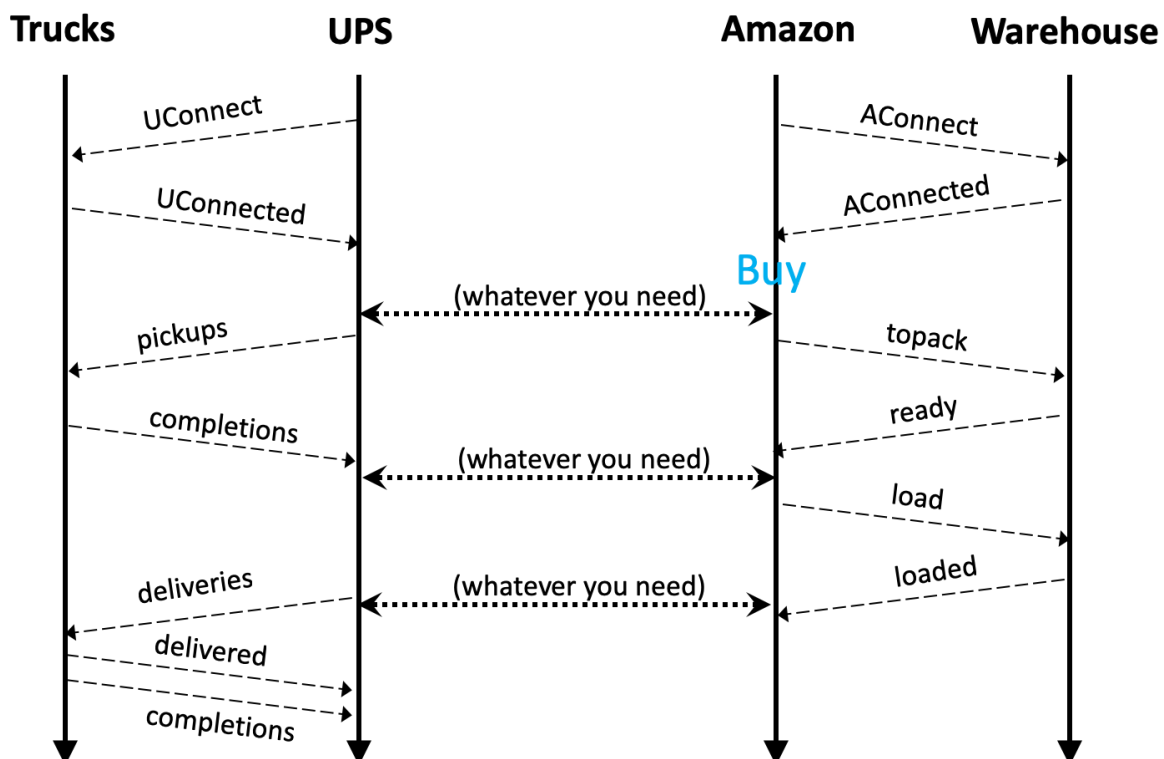 Trucks UPS Amazon Warehouse
UConnect AConnect
UConnected AConnected
Buy
(whatever you need)
pickups topack
completions ready
(whatever you need)
load
deliveries (whatever you need) loaded
delivered
completions